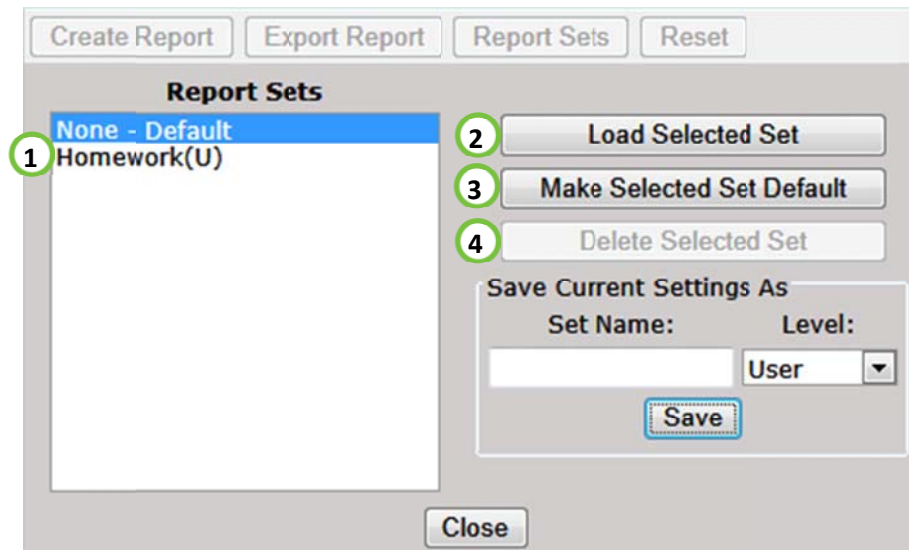 Create Report Export Report Report Sets Reset
Report Sets
None - Default
1 Homework(U)
2 Load Selected Set
3 Make Selected Set Default
4 Delete Selected Set
Save Current Settings As
Set Name: Level:
User
Save
Close